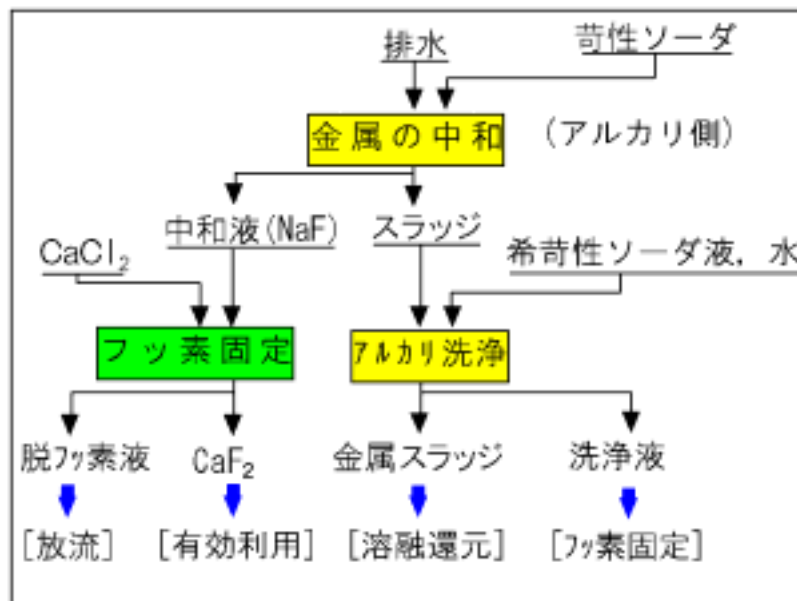 排水
苛性ソーダ
金属の中和
(アルカリ側)
中和液(NaF)
スラッジ
CaCl₂
希苛性ソーダ液, 水
フッ素固定
アルカリ洗浄
脱フッ素液
CaF₂
金属スラッジ
洗浄液
[放流]
[有効利用]
[溶融還元]
[フッ素固定]